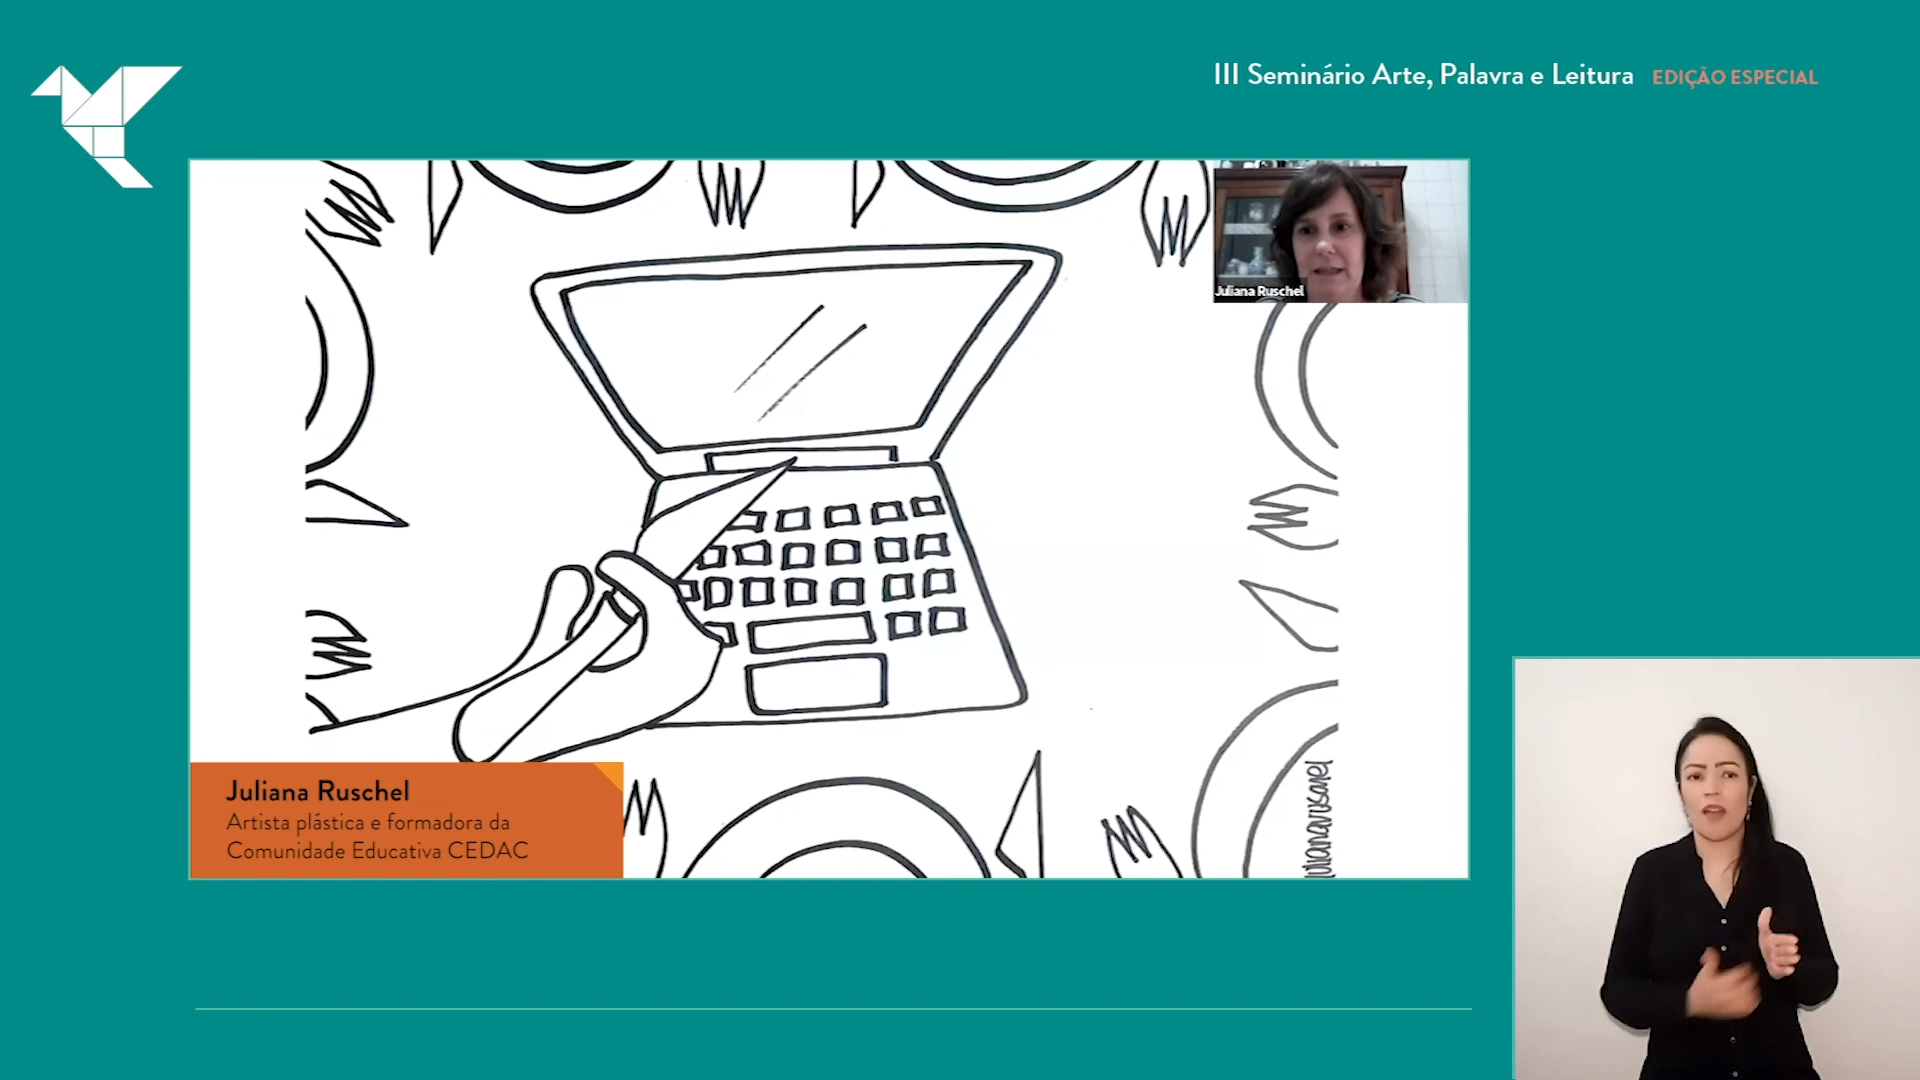 III Seminário Arte, Palavra e Leitura EDIÇÃO ESPECIAL
Juliana Ruschel
Juliana Ruschel
Artista plástica e formadora da
Comunidade Educativa CEDAC